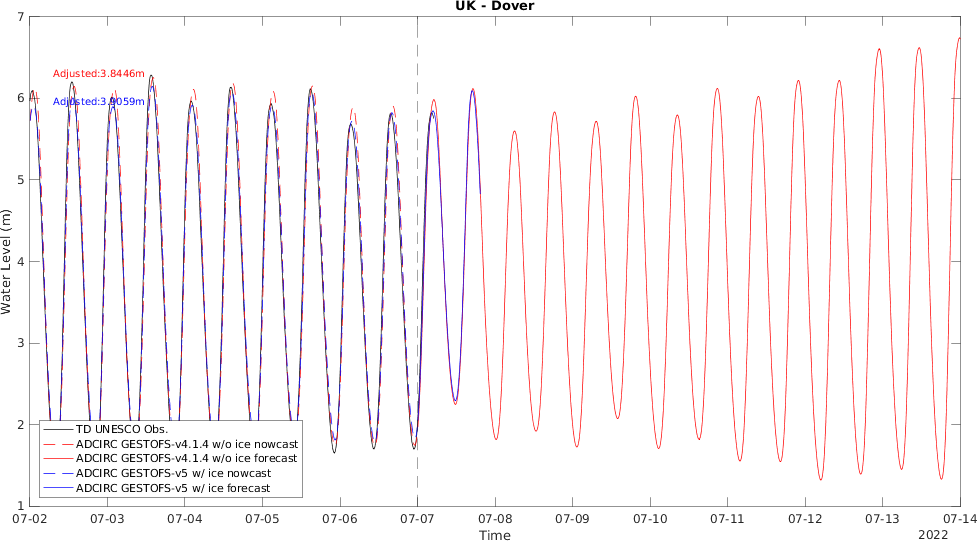 UK - Dover
7
6
5
4
3
2
1
Water Level (m)
Adjusted:3.8446m
Adjusted:3.9059m
TD UNESCO Obs.
ADCIRC GESTOFS-v4.1.4 w/o ice nowcast
ADCIRC GESTOFS-v4.1.4 w/o ice forecast
ADCIRC GESTOFS-v5 w/ ice nowcast
ADCIRC GESTOFS-v5 w/ ice forecast
07-02 07-03 07-04 07-05 07-06 07-07 07-08 07-09 07-10 07-11 07-12 07-13 07-14
Time
2022